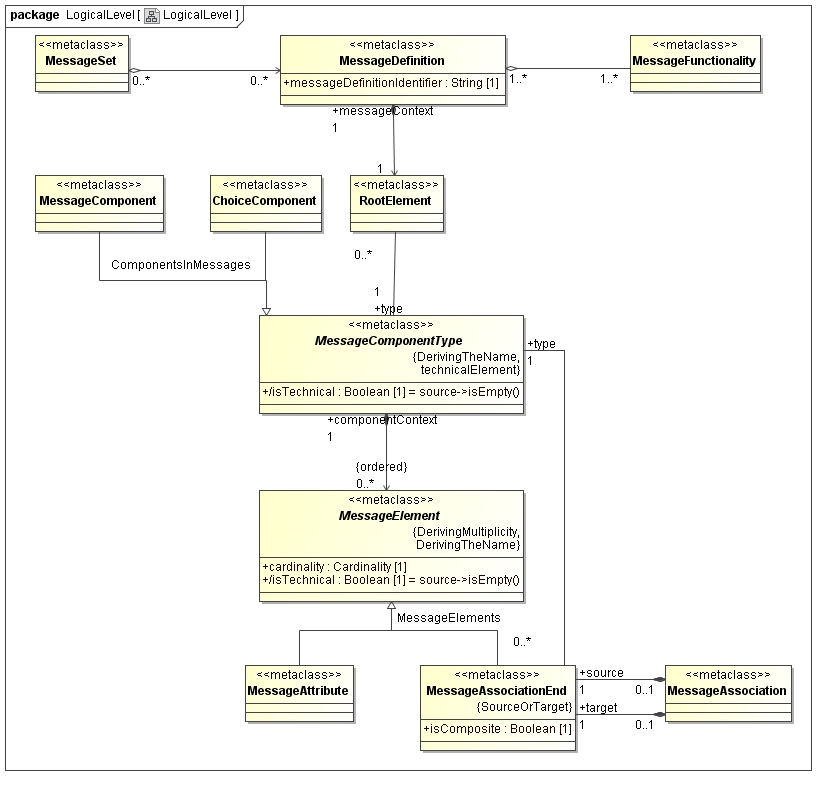 package LogicalLevel [ LogicalLevel ]
<<metaclass>>
MessageSet
<<metaclass>>
MessageDefinition
+messageDefinitionIdentifier : String [1]
<<metaclass>>
MessageFunctionality
0..*
0..*
1..*
1..*
+messageContext
1
1
<<metaclass>>
MessageComponent
<<metaclass>>
ChoiceComponent
<<metaclass>>
RootElement
ComponentsInMessages
0..*
1
+type
<<metaclass>>
MessageComponentType
{DerivingTheName,
technicalElement}
+/isTechnical : Boolean [1] = source->isEmpty()
+type
1
+componentContext
1
{ordered}
0..*
<<metaclass>>
MessageElement
{DerivingMultiplicity,
DerivingTheName}
+cardinality : Cardinality [1]
+/isTechnical : Boolean [1] = source->isEmpty()
MessageElements
0..*
<<metaclass>>
MessageAttribute
<<metaclass>>
MessageAssociationEnd
{SourceOrTarget}
+isComposite : Boolean [1]
+source
1
0..1
+target
1
0..1
<<metaclass>>
MessageAssociation